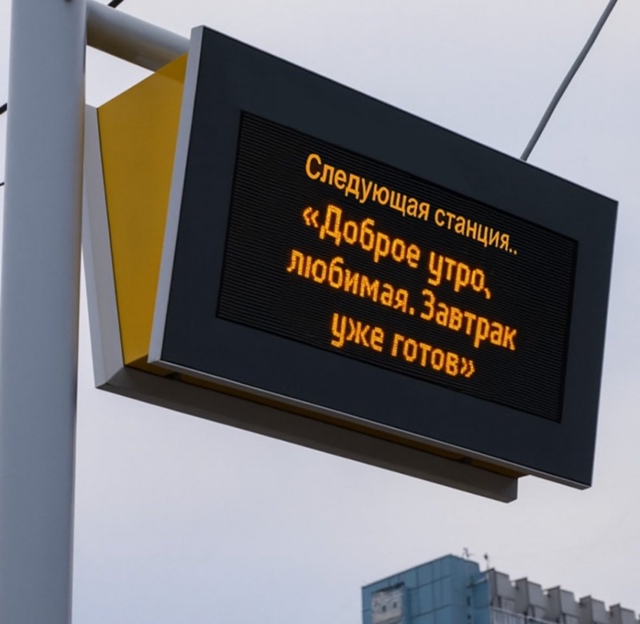 Следующая станция..
«Доброе утро,
любимая. Завтрак
уже готов»